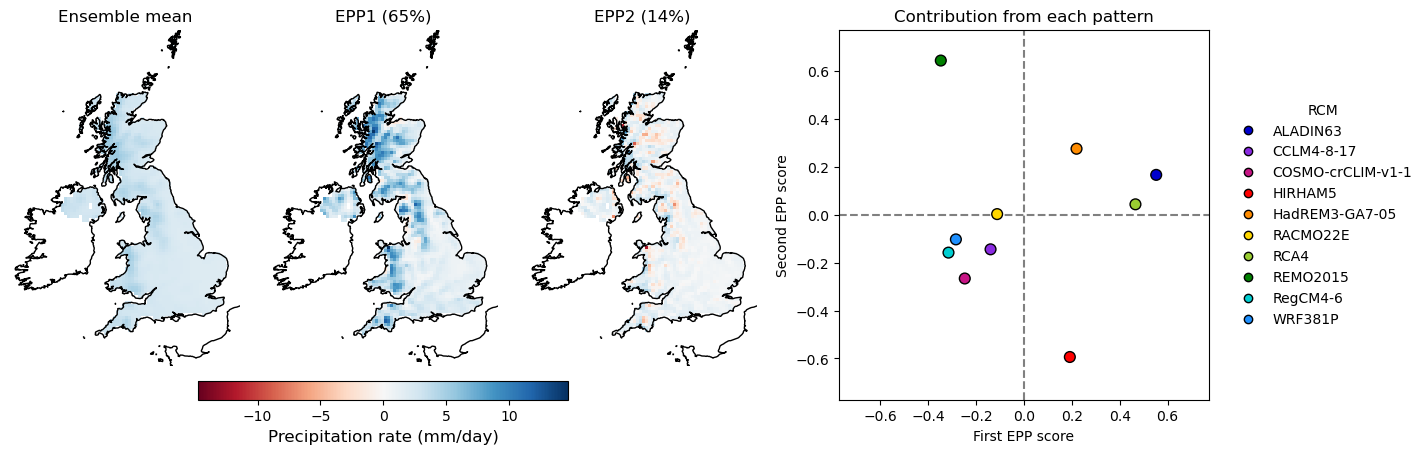 Ensemble mean
EPP1 (65%)
EPP2 (14%)
Contribution from each pattern
−10
−5
0
5
10
Precipitation rate (mm/day)
Second EPP score
0.6
0.4
0.2
0.0
−0.2
−0.4
−0.6
−0.6
−0.4
−0.2
0.0
0.2
0.4
0.6
First EPP score
RCM
ALADIN63
CCLM4-8-17
COSMO-crCLIM-v1-1
HIRHAM5
HadREM3-GA7-05
RACMO22E
RCA4
REMO2015
RegCM4-6
WRF381P